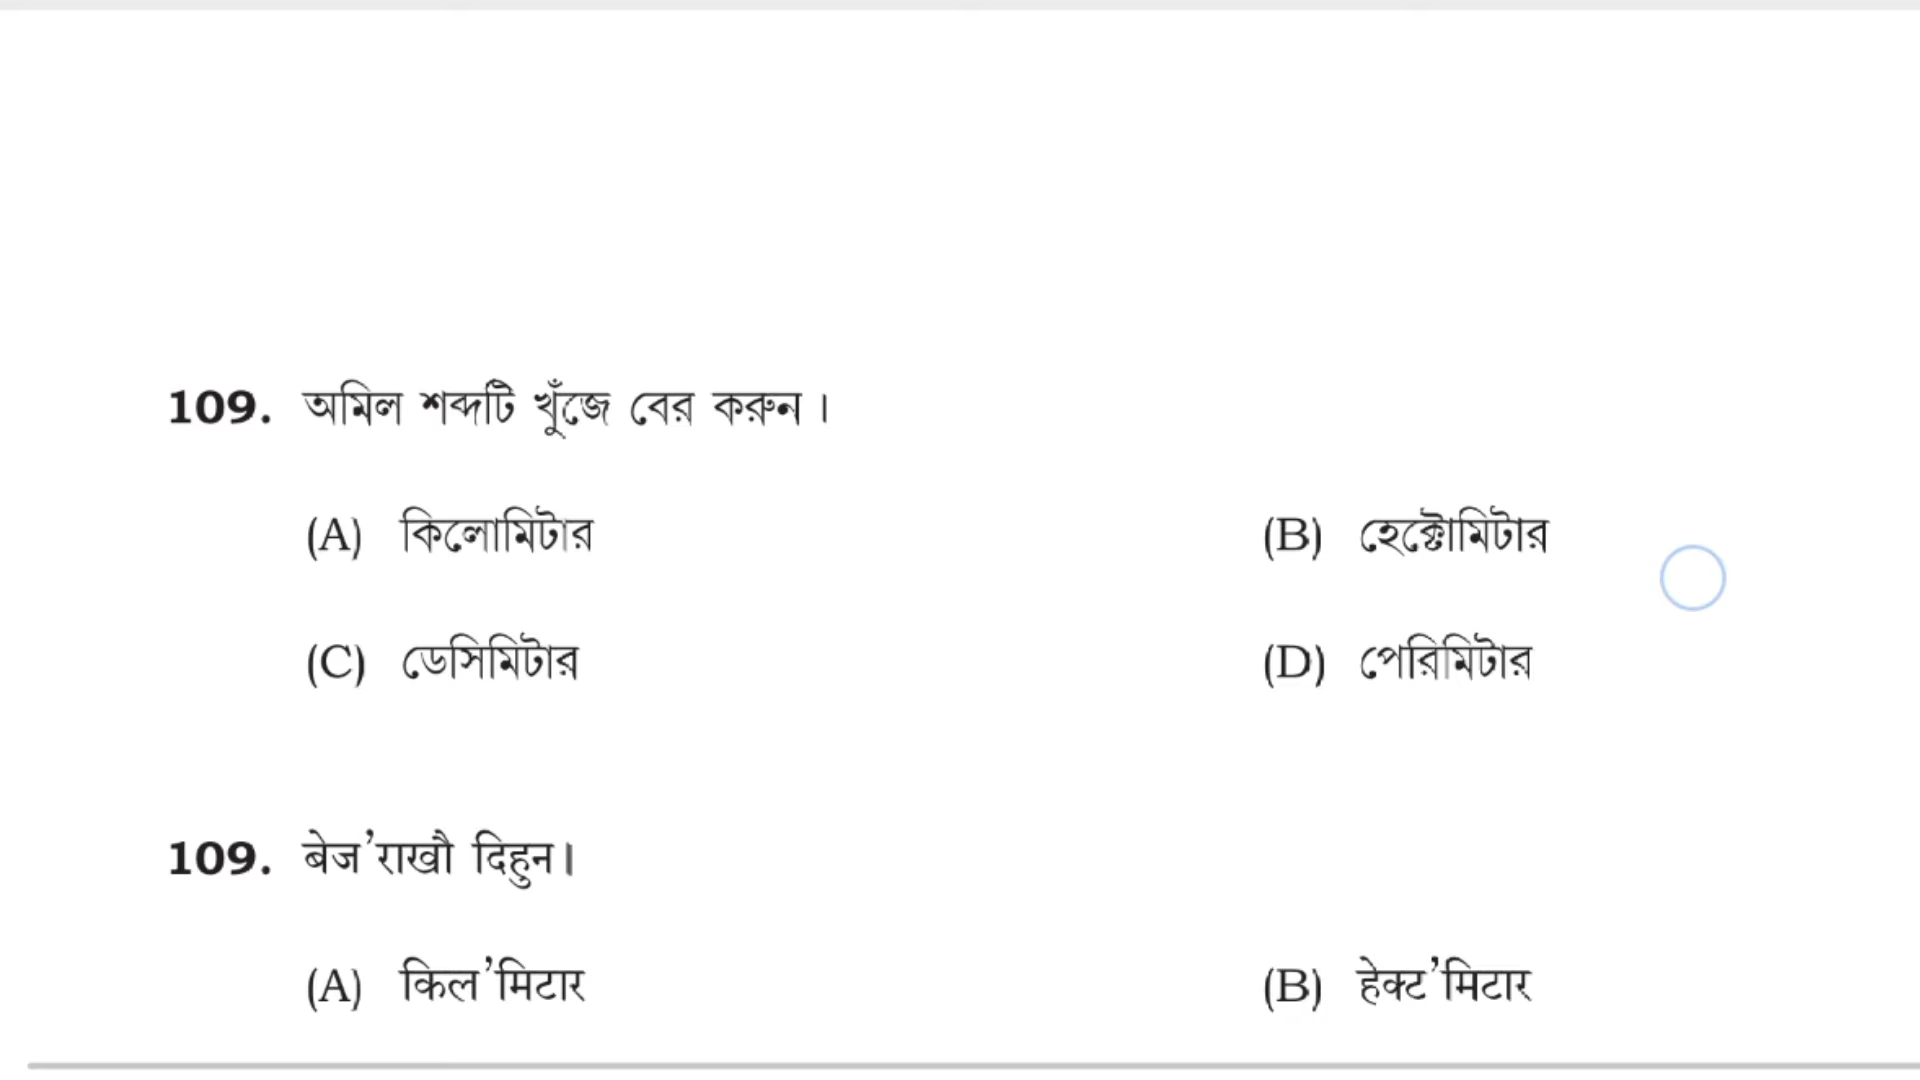 109. অমিল শব্দটি খুঁজে বের করুন।
(A) কিলোমিটার (B) হেক্টোমিটার
(C) ডেসিমিটার (D) পেরিমিটার
109. बेज’राखौ दिहुन।
(A) किल’मिटार (B) हेक्ट’मिटार